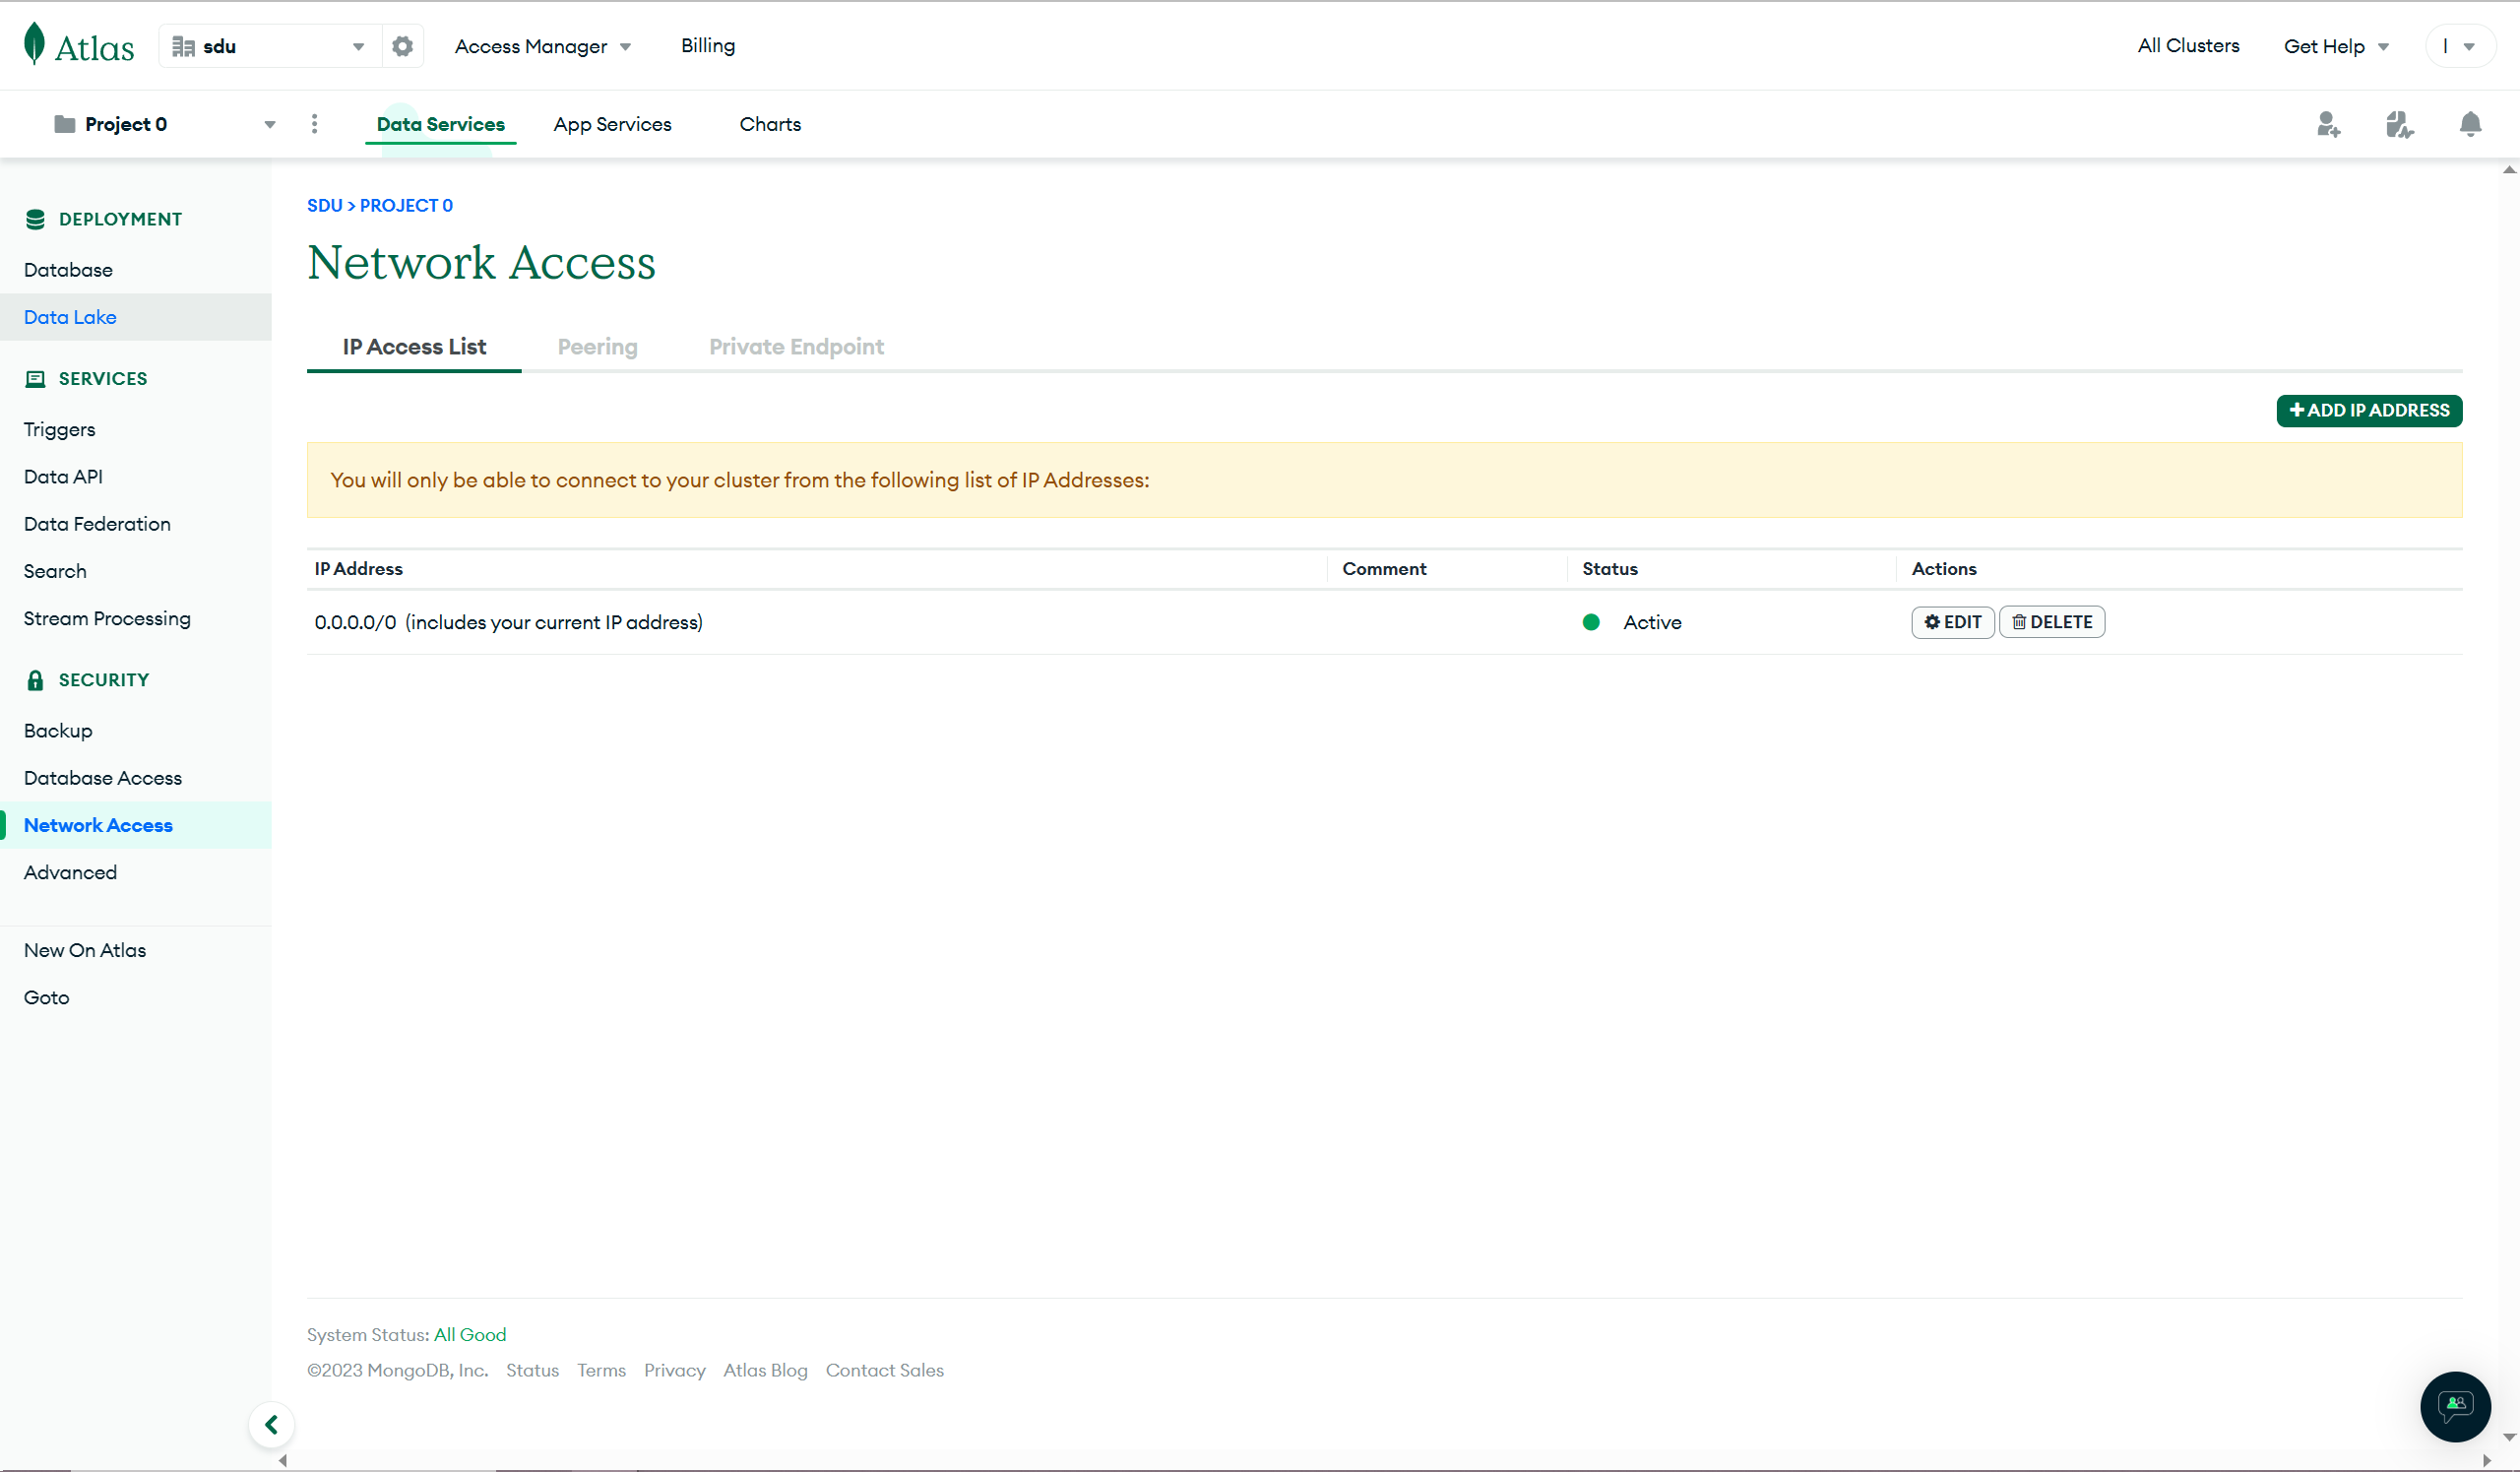 Atlas
sdu
Access Manager
Billing
All Clusters
Get Help
I
Project 0
Data Services
App Services
Charts
DEPLOYMENT
Database
Data Lake
SERVICES
Triggers
Data API
Data Federation
Search
Stream Processing
SECURITY
Backup
Database Access
Network Access
Advanced
New On Atlas
Goto
SDU > PROJECT 0
Network Access
IP Access List
Peering
Private Endpoint
+ ADD IP ADDRESS
You will only be able to connect to your cluster from the following list of IP Addresses:
IP Address Comment Status Actions
0.0.0.0/0 (includes your current IP address) Active EDIT DELETE
System Status: All Good
©2023 MongoDB, Inc. Status Terms Privacy Atlas Blog Contact Sales